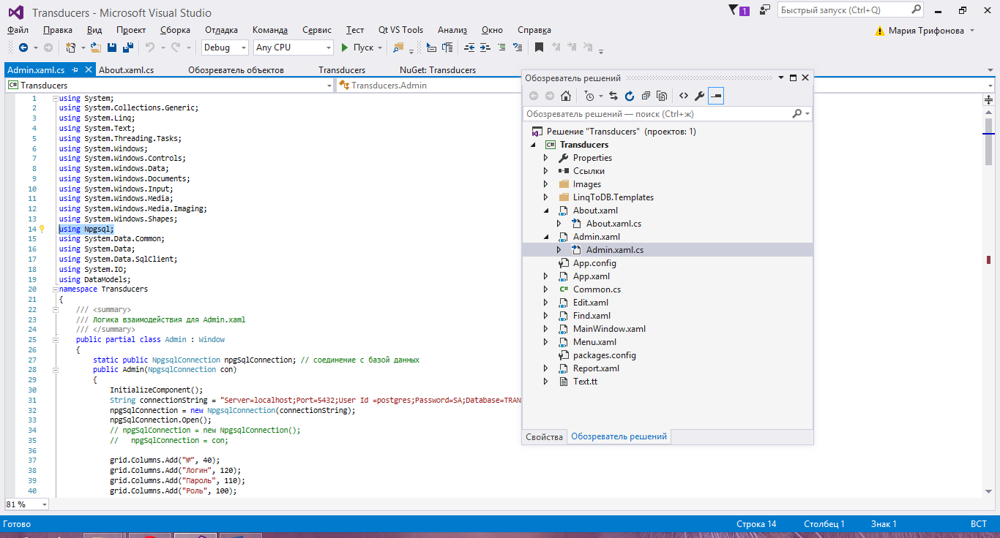 Transducers - Microsoft Visual Studio
1
Быстрый запуск (Ctrl+Q)
Файл Правка Вид Проект Сборка Отладка Команда Сервис Тест Qt VS Tools Анализ Окно Справка
Мария Трифонова
Debug Any CPU Пуск
Admin.xaml.cs About.xaml.cs Обозреватель объектов Transducers NuGet: Transducers
C# Transducers Transducers.Admin
1 using System;
2 using System.Collections.Generic;
3 using System.Linq;
4 using System.Text;
5 using System.Threading.Tasks;
6 using System.Windows;
7 using System.Windows.Controls;
8 using System.Windows.Data;
9 using System.Windows.Documents;
10 using System.Windows.Input;
11 using System.Windows.Media;
12 using System.Windows.Media.Imaging;
13 using System.Windows.Shapes;
14 using Npgsql;
15 using System.Data.Common;
16 using System.Data;
17 using System.Data.SqlClient;
18 using System.IO;
19 using DataModels;
20 namespace Transducers
21 {
22 /// <summary>
23 /// Логика взаимодействия для Admin.xaml
24 /// </summary>
25 public partial class Admin : Window
26 {
27 static public NpgsqlConnection npgSqlConnection; // соединение с базой данных
28 public Admin(NpgsqlConnection con)
29 {
30 InitializeComponent();
31 String connectionString = "Server=localhost;Port=5432;User Id =postgres;Password=SA;Database=TRAN
32 npgSqlConnection = new NpgsqlConnection(connectionString);
33 npgSqlConnection.Open();
34 // npgSqlConnection = new NpgsqlConnection();
35 // npgSqlConnection = con;
36
37 grid.Columns.Add("№", 40);
38 grid.Columns.Add("Логин", 120);
39 grid.Columns.Add("Пароль", 110);
40 grid.Columns.Add("Роль", 100);
Обозреватель решений
Обозреватель решений — поиск (Ctrl+ж)
Решение "Transducers" (проектов: 1)
C# Transducers
Properties
Ссылки
Images
LinqToDB.Templates
About.xaml
About.xaml.cs
Admin.xaml
Admin.xaml.cs
App.config
App.xaml
C# Common.cs
Edit.xaml
Find.xaml
MainWindow.xaml
Menu.xaml
packages.config
Report.xaml
Text.tt
Свойства Обозреватель решений
81 %
Готово Строка 14 Столбец 1 Знак 1 ВСТ